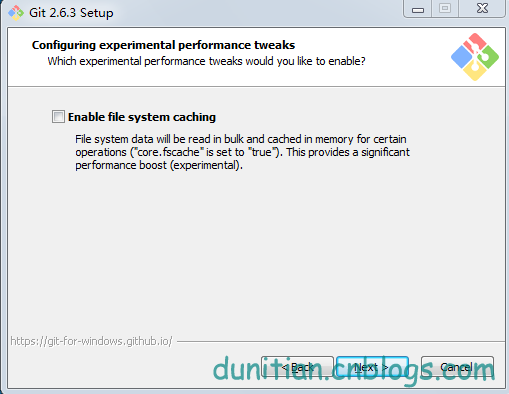 Git 2.6.3 Setup
Configuring experimental performance tweaks
Which experimental performance tweaks would you like to enable?
Enable file system caching
File system data will be read in bulk and cached in memory for certain
operations ("core.fscache" is set to "true"). This provides a significant
performance boost (experimental).
https://git-for-windows.github.io/
< Back Next > Cancel
dunitian.cnblogs.com